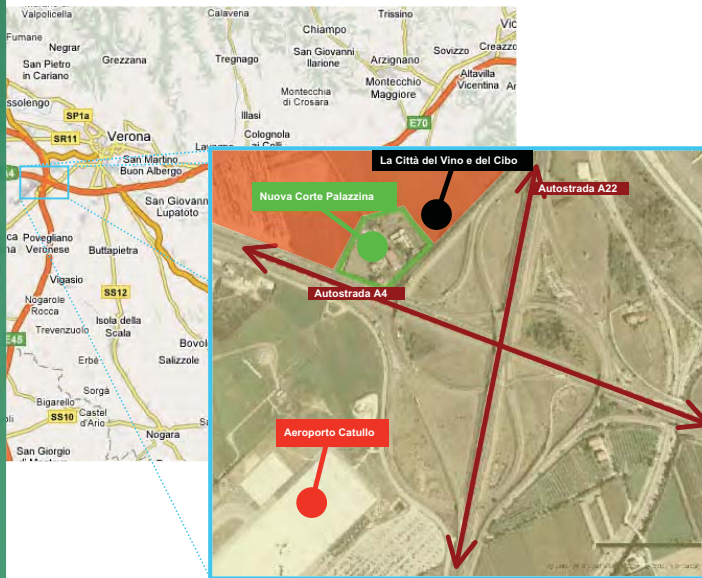 Valpolicella
Calavena
Trissino
Fumane
Negrar
San Pietro
in Cariano
Grezzana
Tregnago
Chiampo
San Giovanni
Ilarione
Arzignano
Sovizzo
Creazzo
Montecchio
Maggiore
Altavilla
Vicentina
Montecchia
di Crosara
ssolengo
SP1a
SR11
Verona
Illasi
Colognola
ai Colli
E70
San Martino
Buon Albergo
San Giovanni
Lupatoto
Povegliano
Veronese
Buttapietra
Vigasio
SS12
Nogarole
Rocca
Trevenzuolo
Isola della
Scala
E45
Erbè
Salizzole
Sorgà
Bigarello
SS10
Castel
d'Ario
Nogara
San Giorgio
La Città del Vino e del Cibo
Nuova Corte Palazzina
Autostrada A22
Autostrada A4
Aeroporto Catullo